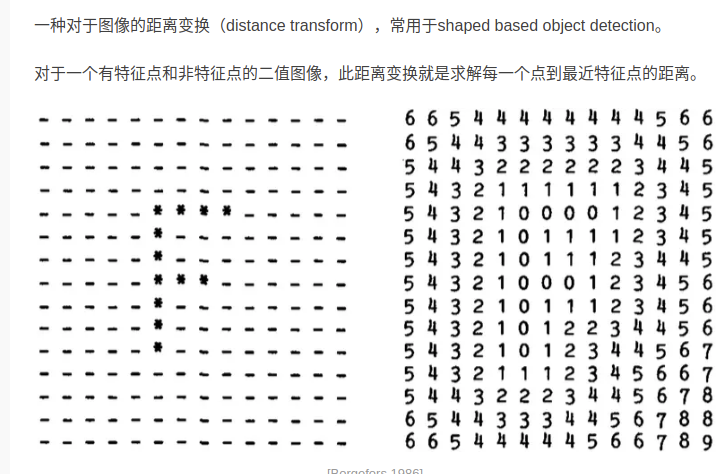 一种对于图像的距离变换（distance transform），常用于shaped based object detection。
对于一个有特征点和非特征点的二值图像，此距离变换就是求解每一个点到最近特征点的距离。
- - - - - - - - - - - - - -
- - - - - - - - - - - - - -
- - - - - - - - - - - - - -
- - - - - - - - - - - - - -
- - - - - * * * * - - - - -
- - - - - * - - - - - - - -
- - - - - * - - - - - - - -
- - - - - * * * - - - - - -
- - - - - * - - - - - - - -
- - - - - * - - - - - - - -
- - - - - * - - - - - - - -
- - - - - - - - - - - - - -
- - - - - - - - - - - - - -
- - - - - - - - - - - - - -
- - - - - - - - - - - - - -
6 6 5 4 4 4 4 4 4 4 4 5 6 6
6 5 4 4 3 3 3 3 3 3 4 4 5 6
5 4 4 3 2 2 2 2 2 2 3 4 4 5
5 4 3 2 1 1 1 1 1 1 2 3 4 5
5 4 3 2 1 0 0 0 0 1 2 3 4 5
5 4 3 2 1 0 1 1 1 1 2 3 4 5
5 4 3 2 1 0 1 1 1 2 3 4 4 5
5 4 3 2 1 0 0 0 1 2 3 4 5 6
5 4 3 2 1 0 1 1 1 2 3 4 5 6
5 4 3 2 1 0 1 2 2 3 4 4 5 6
5 4 3 2 1 0 1 2 3 4 4 5 6 7
5 4 3 2 1 1 1 2 3 4 5 6 6 7
5 4 4 3 2 2 2 3 4 4 5 6 7 8
6 5 4 4 3 3 3 4 4 5 6 7 8 8
6 6 5 4 4 4 4 4 5 6 6 7 8 9